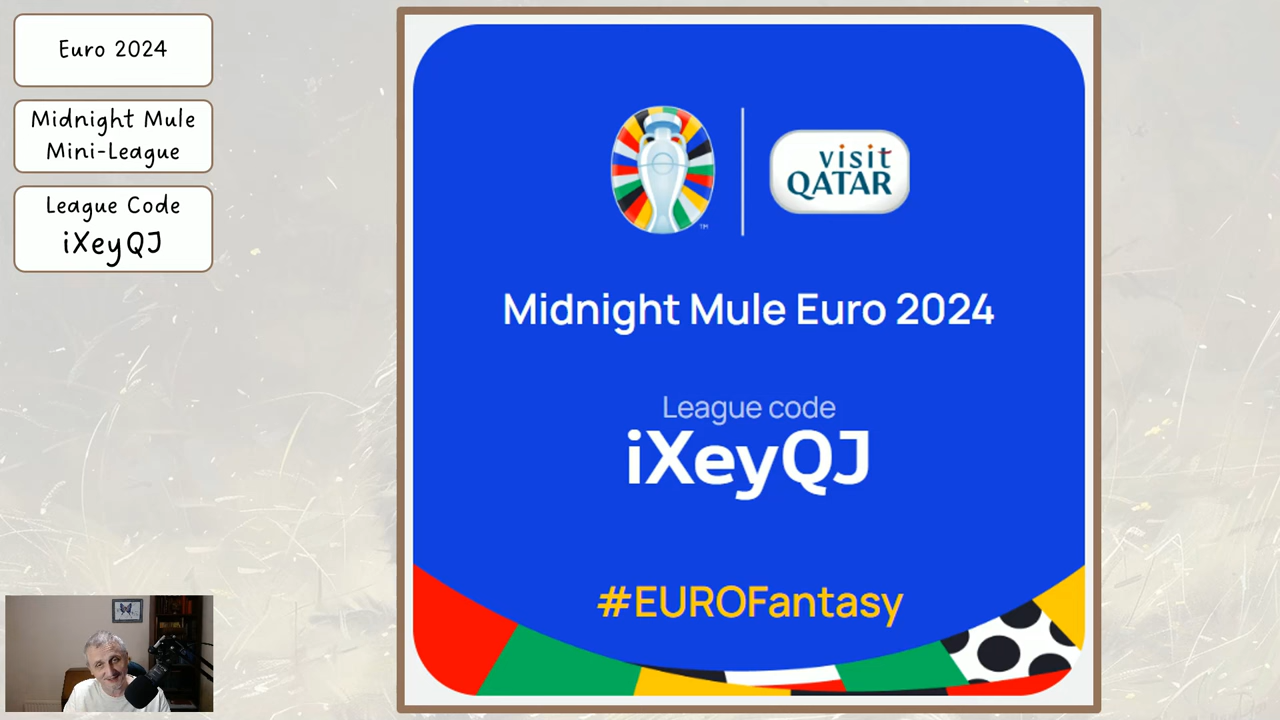 Euro 2024
Midnight Mule
Mini-League
League Code
iXeyQJ
TM
visit
QATAR
Midnight Mule Euro 2024
League code
iXeyQJ
#EUROFantasy